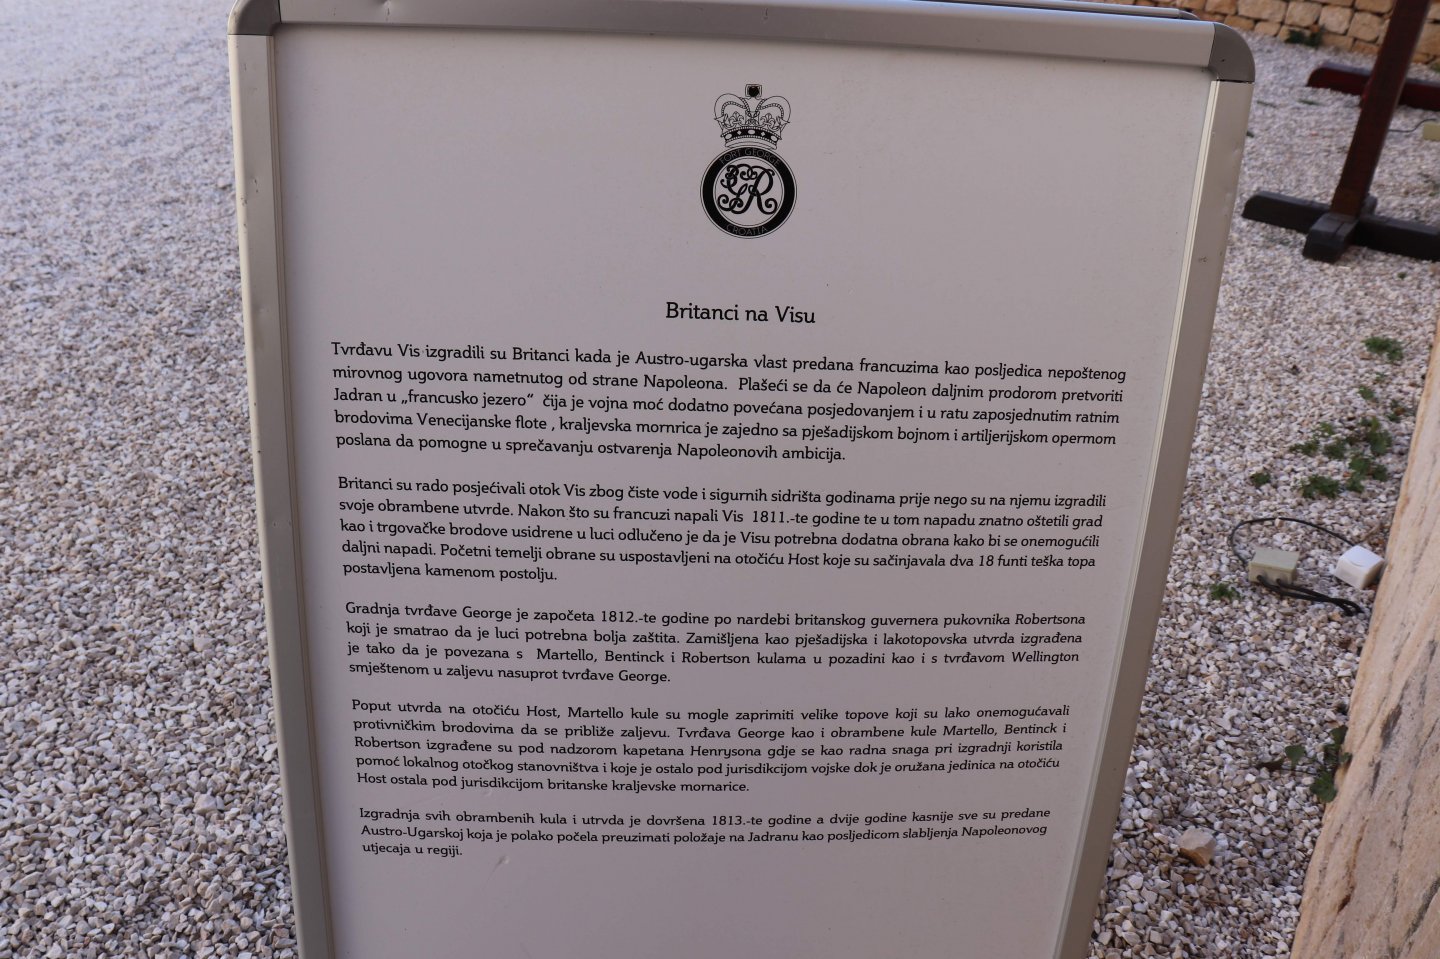 FORT GEORGE
GR
CROATIA
Britanci na Visu
Tvrđavu Vis izgradili su Britanci kada je Austro-ugarska vlast predana francuzima kao posljedica nepoštenog
mirovnog ugovora nametnutog od strane Napoleona. Plašeći se da će Napoleon daljnim prodorom pretvoriti
Jadran u „francusko jezero“ čija je vojna moć dodatno povećana posjedovanjem i u ratu zaposjednutim ratnim
brodovima Venecijanske flote , kraljevska mornrica je zajedno sa pješadijskom bojnom i artiljerijskom opermom
poslana da pomogne u sprečavanju ostvarenja Napoleonovih ambicija.
Britanci su rado posjećivali otok Vis zbog čiste vode i sigurnih sidrišta godinama prije nego su na njemu izgradili
svoje obrambene utvrde. Nakon što su francuzi napali Vis 1811.-te godine te u tom napadu znatno oštetili grad
kao i trgovačke brodove usidrene u luci odlučeno je da je Visu potrebna dodatna obrana kako bi se onemogućili
daljni napadi. Početni temelji obrane su uspostavljeni na otočiću Host koje su sačinjavala dva 18 funti teška topa
postavljena kamenom postolju.
Gradnja tvrđave George je započeta 1812.-te godine po nardebi britanskog guvernera pukovnika Robertsona
koji je smatrao da je luci potrebna bolja zaštita. Zamišljena kao pješadijska i lakotopovska utvrda izgrađena
je tako da je povezana s Martello, Bentinck i Robertson kulama u pozadini kao i s tvrđavom Wellington
smještenom u zaljevu nasuprot tvrđave George.
Poput utvrda na otočiću Host, Martello kule su mogle zaprimiti velike topove koji su lako onemogućavali
protivničkim brodovima da se približe zaljevu. Tvrđava George kao i obrambene kule Martello, Bentinck i
Robertson izgrađene su pod nadzorom kapetana Henrysona gdje se kao radna snaga pri izgradnji koristila
pomoć lokalnog otočkog stanovništva i koje je ostalo pod jurisdikcijom vojske dok je oružana jedinica na otočiću
Host ostala pod jurisdikcijom britanske kraljevske mornarice.
Izgradnja svih obrambenih kula i utvrda je dovršena 1813.-te godine a dvije godine kasnije sve su predane
Austro-Ugarskoj koja je polako počela preuzimati položaje na Jadranu kao posljedicom slabljenja Napoleonovog
utjecaja u regiji.